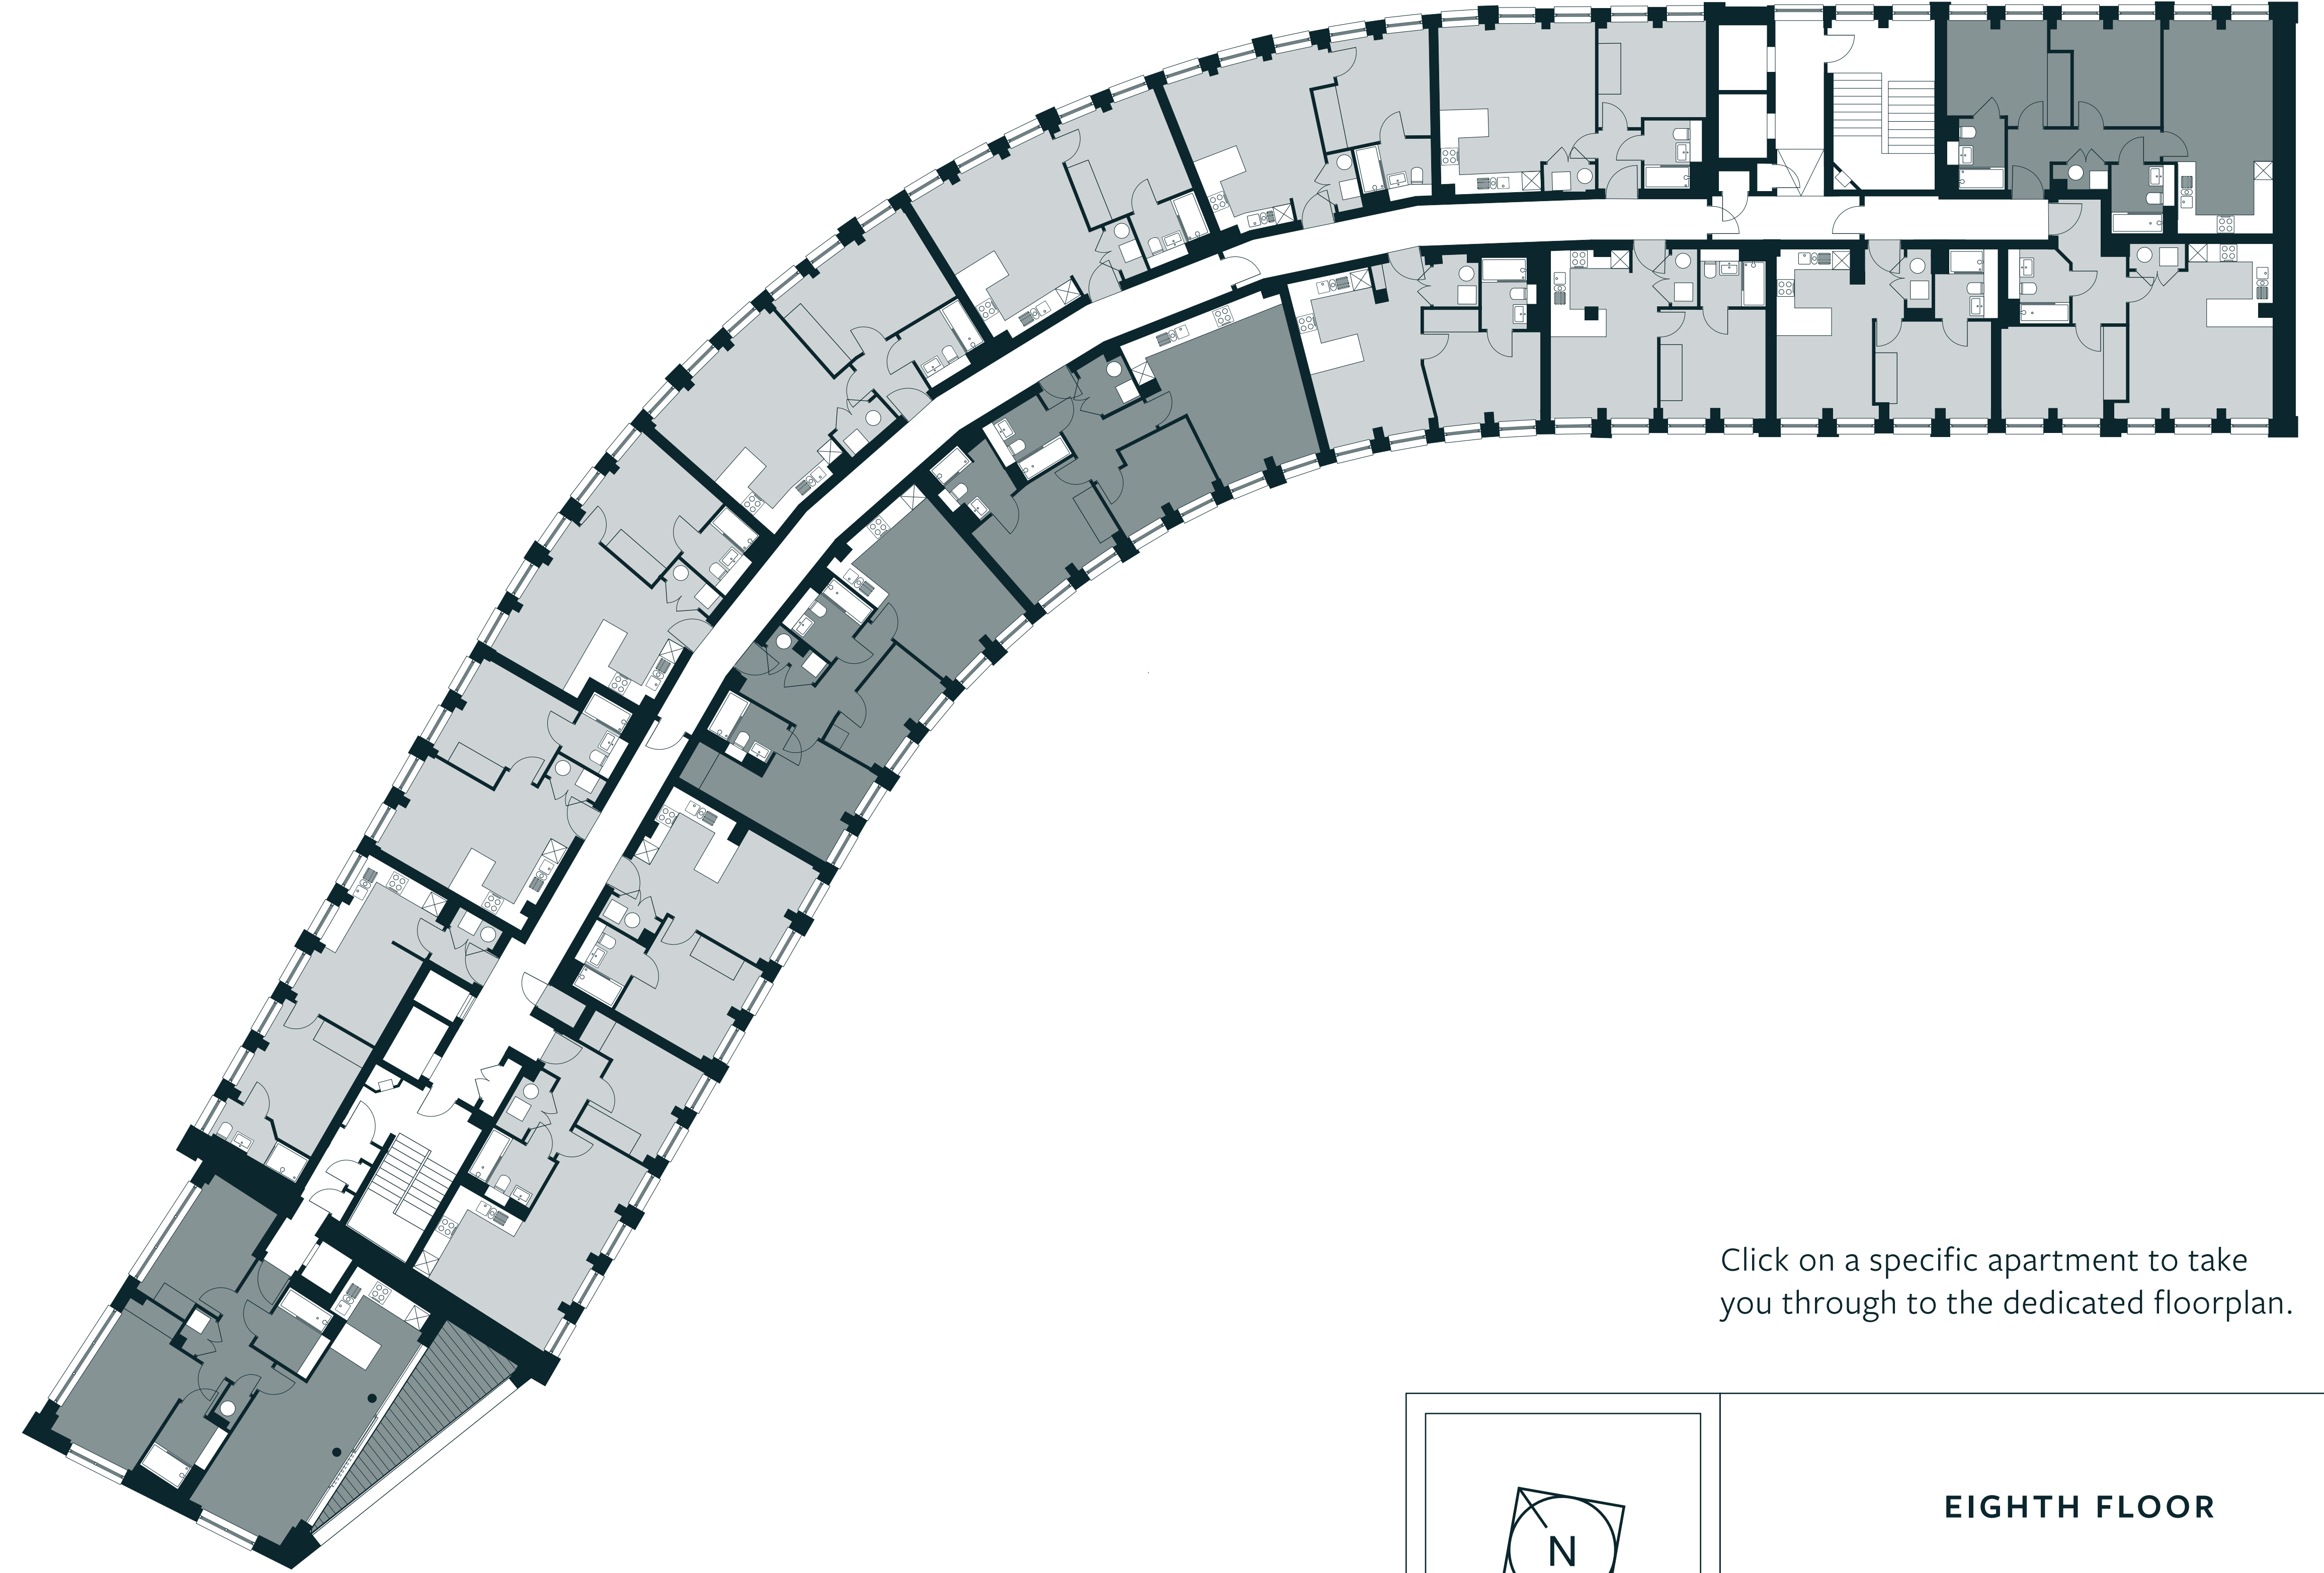 Click on a specific apartment to take
you through to the dedicated floorplan.
EIGHTH FLOOR
N